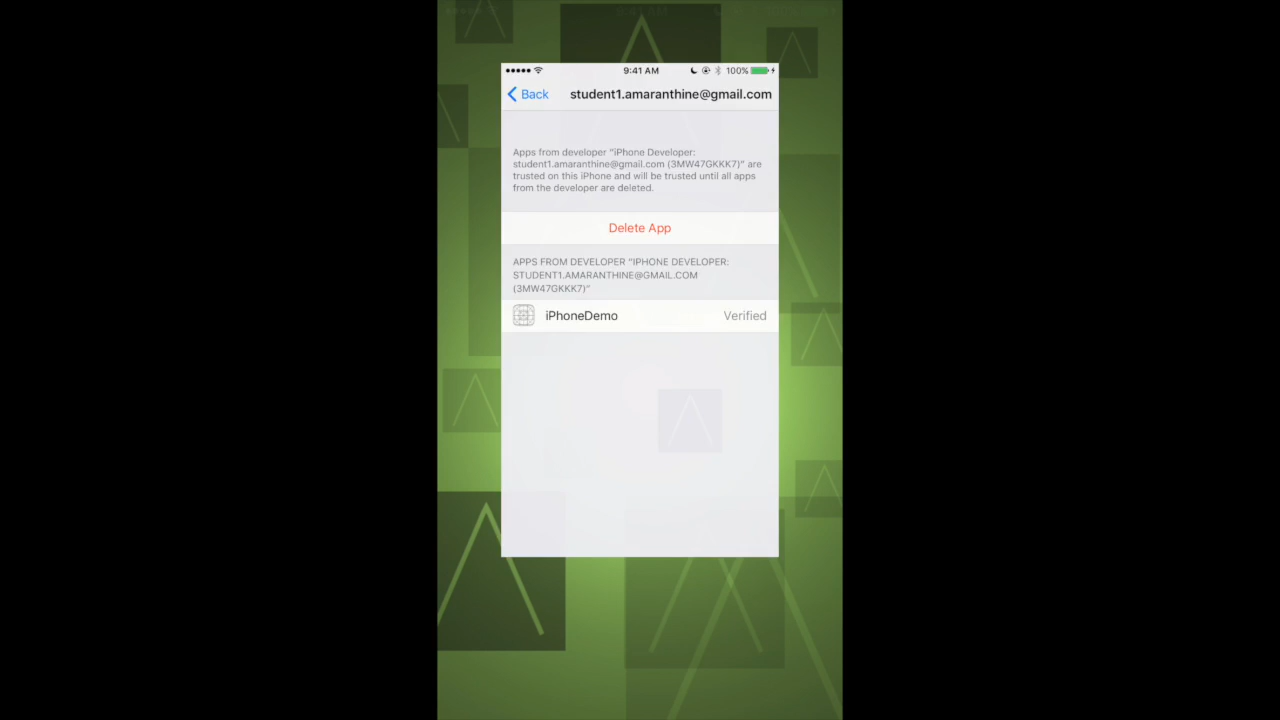 9:41 AM 100%
Back student1.amaranthine@gmail.com
Apps from developer “iPhone Developer:
student1.amaranthine@gmail.com (3MW47GKKK7)” are
trusted on this iPhone and will be trusted until all apps
from the developer are deleted.
Delete App
APPS FROM DEVELOPER “IPHONE DEVELOPER:
STUDENT1.AMARANTHINE@GMAIL.COM
(3MW47GKKK7)”
iPhoneDemo Verified